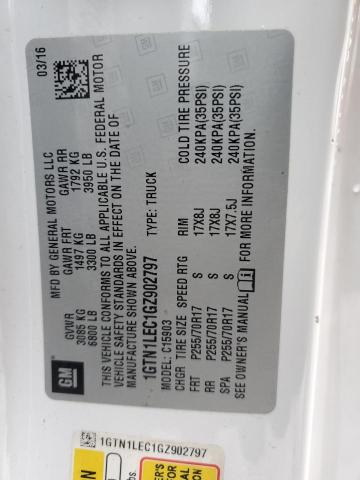 03/16
MFD BY GENERAL MOTORS LLC
GVWR GAWR FRT GAWR RR
3085 KG 1497 KG 1792 KG
6800 LB 3300 LB 3950 LB
THIS VEHICLE CONFORMS TO ALL APPLICABLE U.S. FEDERAL MOTOR
VEHICLE SAFETY STANDARDS IN EFFECT ON THE DATE OF
MANUFACTURE SHOWN ABOVE.
1GTN1LEC1GZ902797
MODEL: C15903 TYPE: TRUCK
CHGR TIRE SIZE SPEED RTG RIM COLD TIRE PRESSURE
FRT P255/70R17 S 17X8J 240KPA(35PSI)
RR P255/70R17 S 17X8J 240KPA(35PSI)
SPA P255/70R17 S 17X7.5J 240KPA(35PSI)
SEE OWNER'S MANUAL FOR MORE INFORMATION.
GM
1GTN1LEC1GZ902797